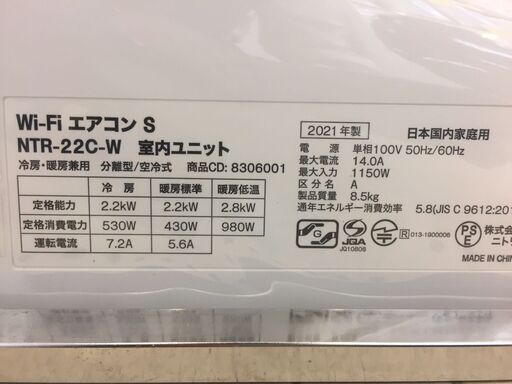 Wi-Fi エアコン S
NTR-22C-W 室内ユニット
冷房・暖房兼用 分離型/空冷式 商品CD: 8306001
冷 房 暖房標準 暖房低温
定格能力 2.2kW 2.2kW 2.8kW
定格消費電力 530W 430W 980W
運転電流 7.2A 5.6A
2021年製 日本国内家庭用
電 源 単相100V 50Hz/60Hz
最大電流 14.0A
最大入力 1150W
区 分 A
製品質量 8.5kg
通年エネルギー消費効率 5.8(JIS C 9612:201
G S
JQA
JQ10808
R 013-1900006
PS
E
株式
ニト
MADE IN CHIN